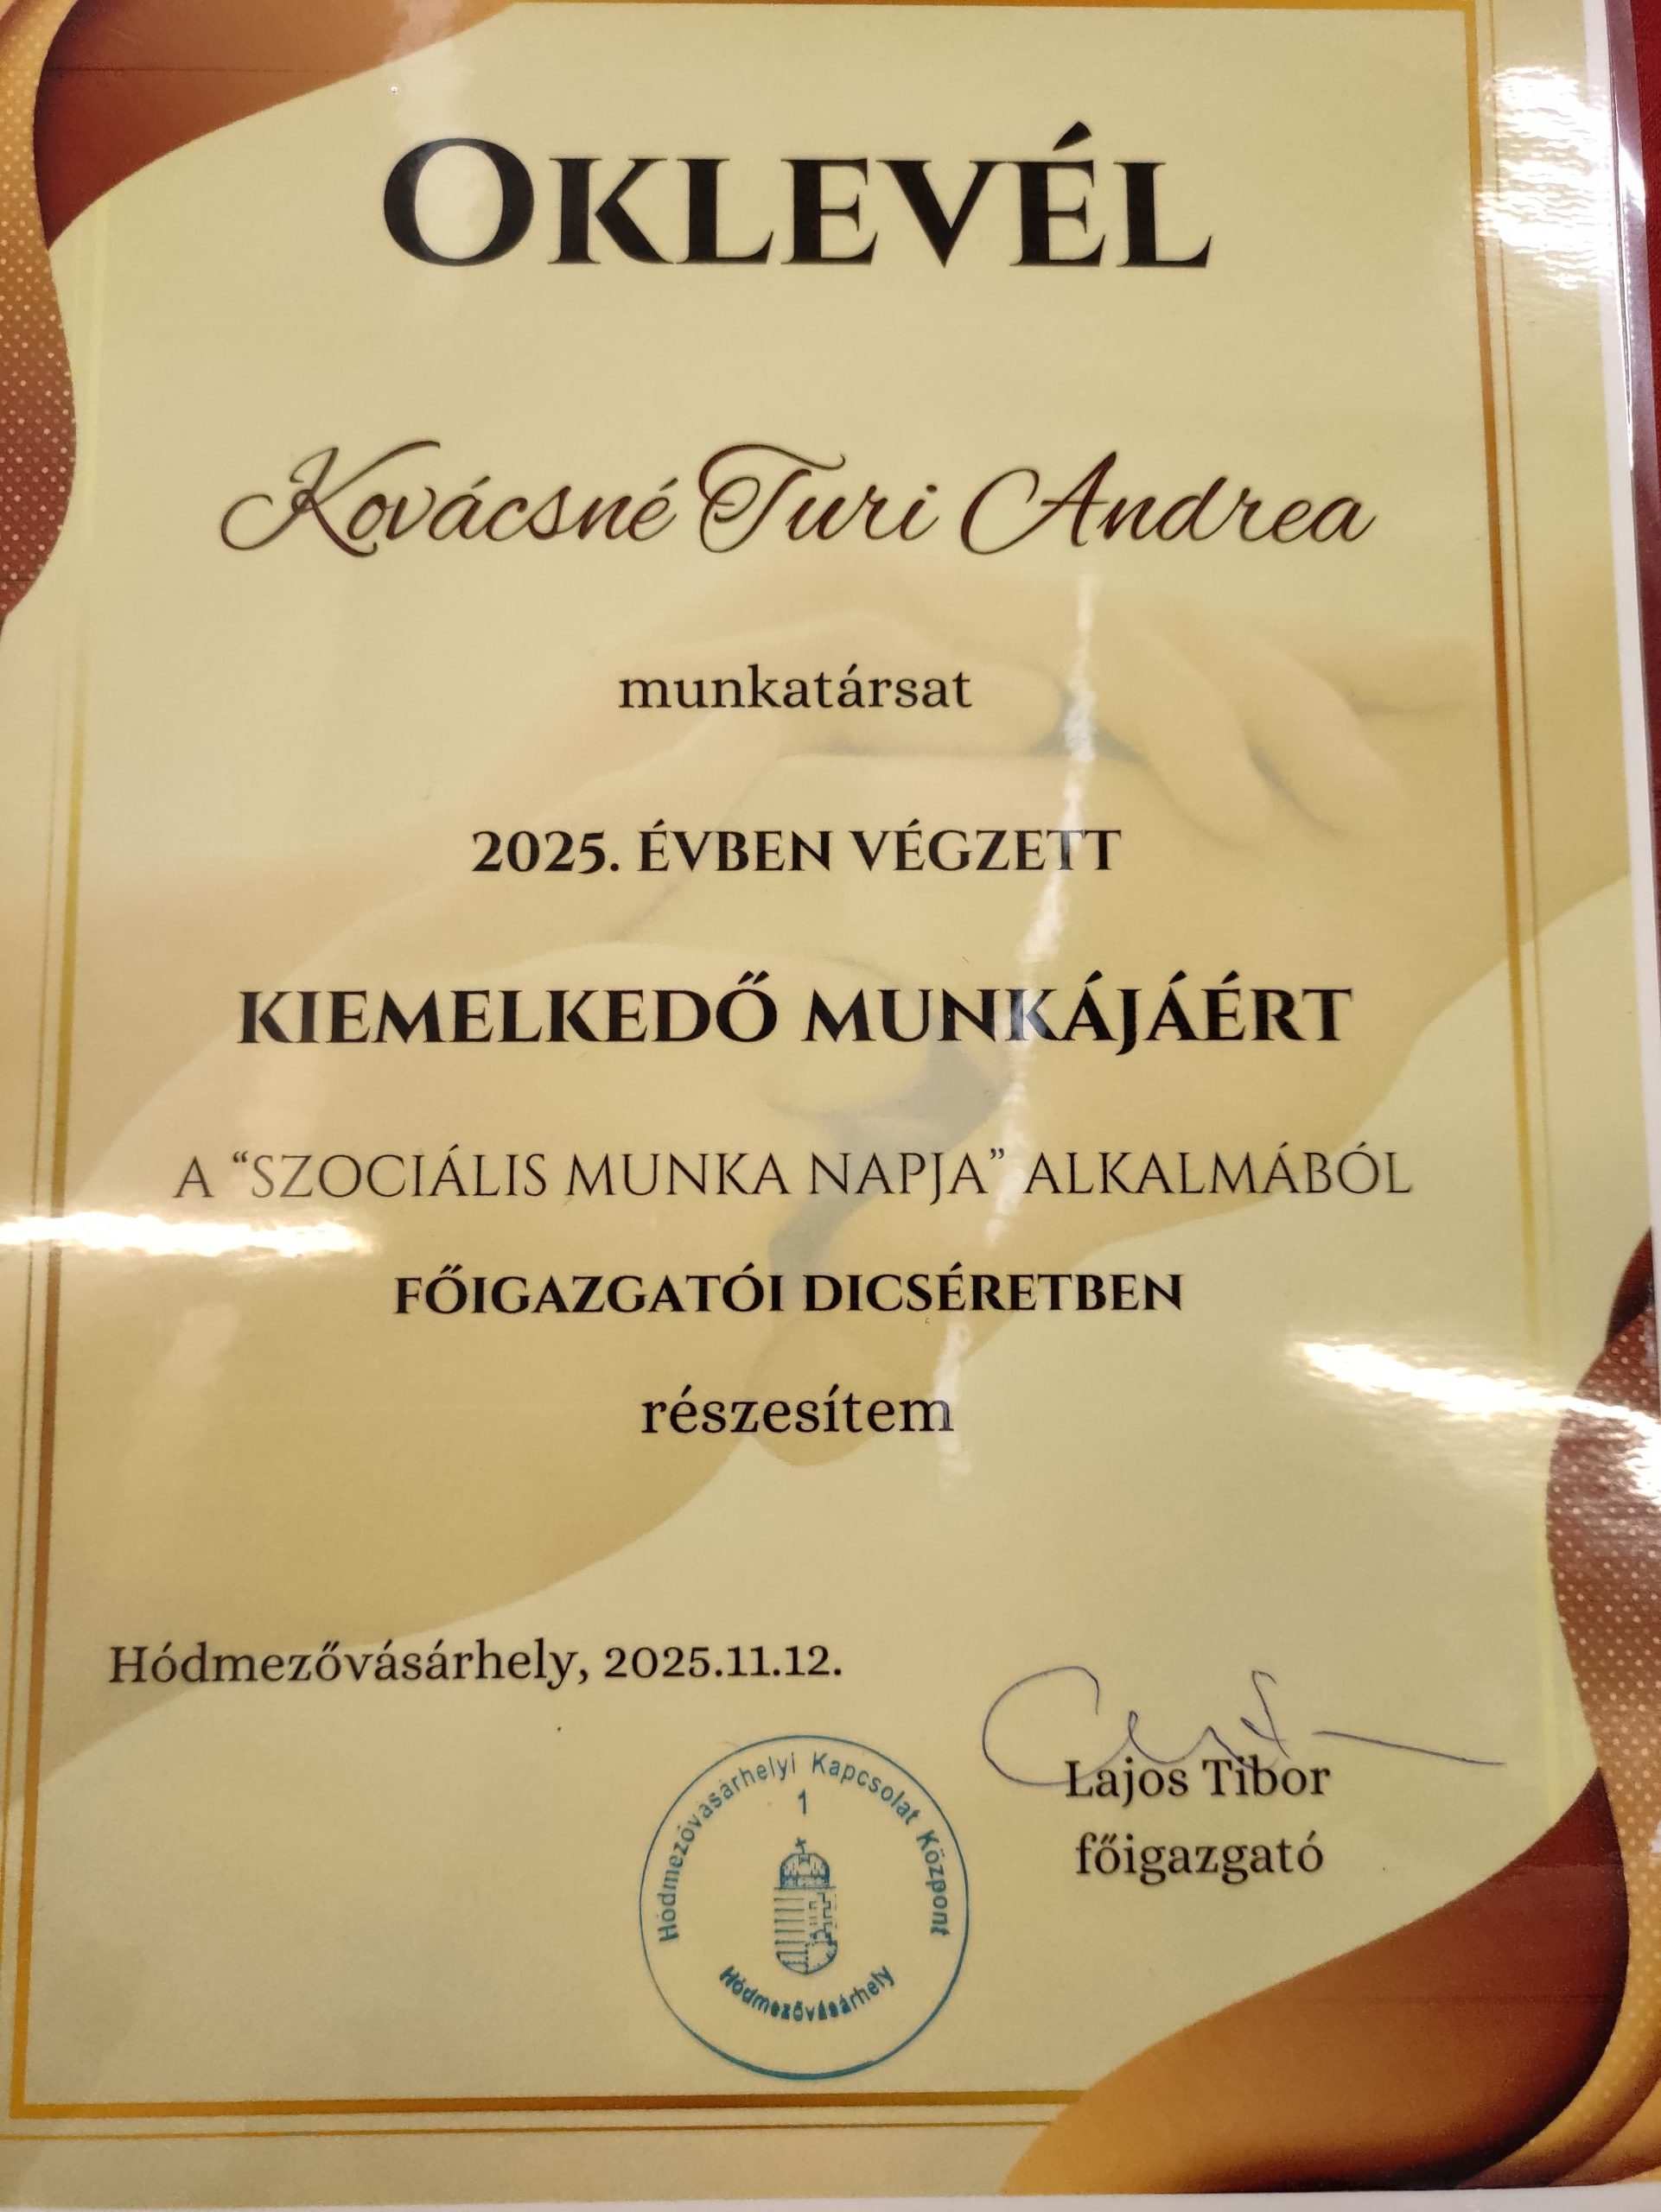 OKLEVÉL
Kovácsné Turi Andrea
munkatársat
2025. ÉVBEN VÉGZETT
KIEMELKEDŐ MUNKÁJÁÉRT
A “SZOCIÁLIS MUNKA NAPJA” ALKALMÁBÓL
FŐIGAZGATÓI DICSÉRETBEN
részesítem
Hódmezővásárhely, 2025.11.12.
Lajos Tibor
főigazgató
Hódmezővásárhelyi Kapcsolat Központ
1
Hódmezővásárhely